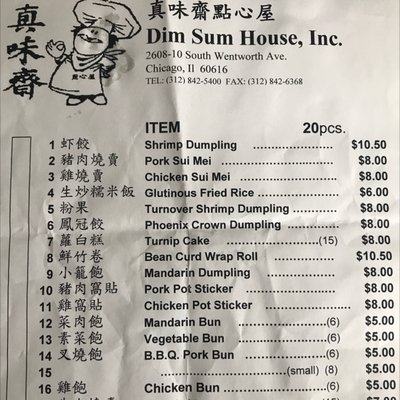 真味齋
點心屋
真味齋點心屋
Dim Sum House, Inc.
2608-10 South Wentworth Ave.
Chicago, Il 60616
TEL: (312) 842-5400 FAX: (312) 842-6368
ITEM 20pcs.
1 蝦餃 Shrimp Dumpling ..................... $10.50
2 豬肉燒賣 Pork Sui Mei ..................... $8.00
3 雞燒賣 Chicken Sui Mei ..................... $8.00
4 生炒糯米飯 Glutinous Fried Rice ..................... $6.00
5 粉果 Turnover Shrimp Dumpling ............ $8.00
6 鳳冠餃 Phoenix Crown Dumpling .............. $8.00
7 蘿白糕 Turnip Cake .....................(15) $8.00
8 鮮竹卷 Bean Curd Wrap Roll ................ $10.50
9 小籠飽 Mandarin Dumpling .................. $8.00
10 豬肉窩貼 Pork Pot Sticker ........................ $8.00
11 雞窩貼 Chicken Pot Sticker ........................ $8.00
12 菜肉飽 Mandarin Bun .......................(6) $5.00
13 素菜飽 Vegetable Bun .......................(6) $5.00
14 叉燒飽 B.B.Q. Pork Bun .....................(6) $5.00
15 .............(small) (8) $5.00
16 雞飽 Chicken Bun ...........................(6) $5.00